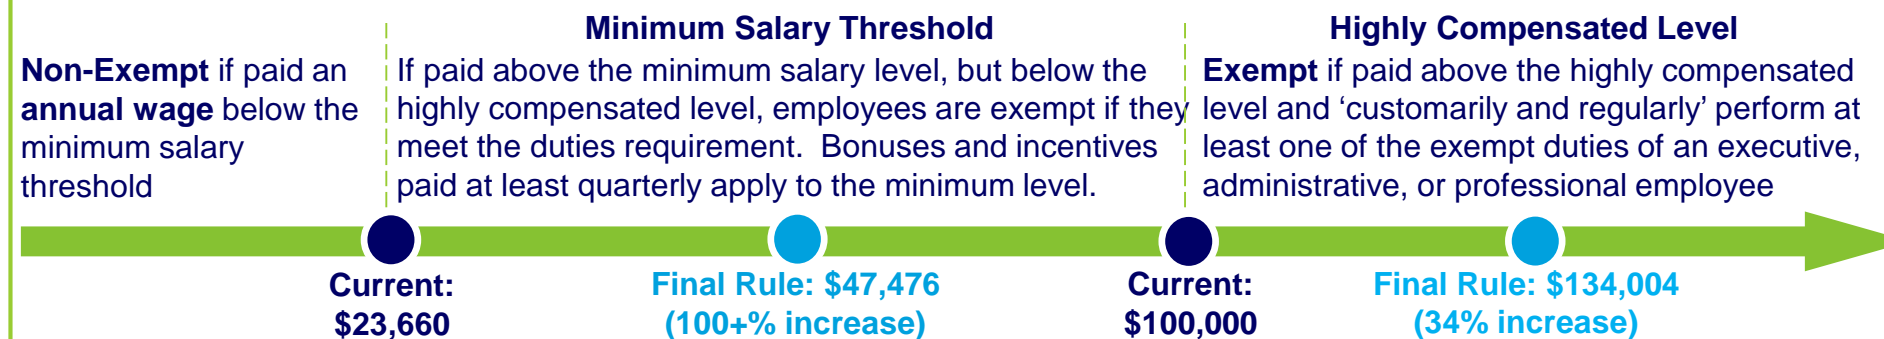 Non-Exempt if paid an
annual wage below the
minimum salary
threshold
Minimum Salary Threshold
If paid above the minimum salary level, but below the
highly compensated level, employees are exempt if they
meet the duties requirement.  Bonuses and incentives
paid at least quarterly apply to the minimum level.
Highly Compensated Level
Exempt if paid above the highly compensated
level and ‘customarily and regularly’ perform at
least one of the exempt duties of an executive,
administrative, or professional employee
Current:
$23,660
Final Rule: $47,476
(100+% increase)
Current:
$100,000
Final Rule: $134,004
(34% increase)